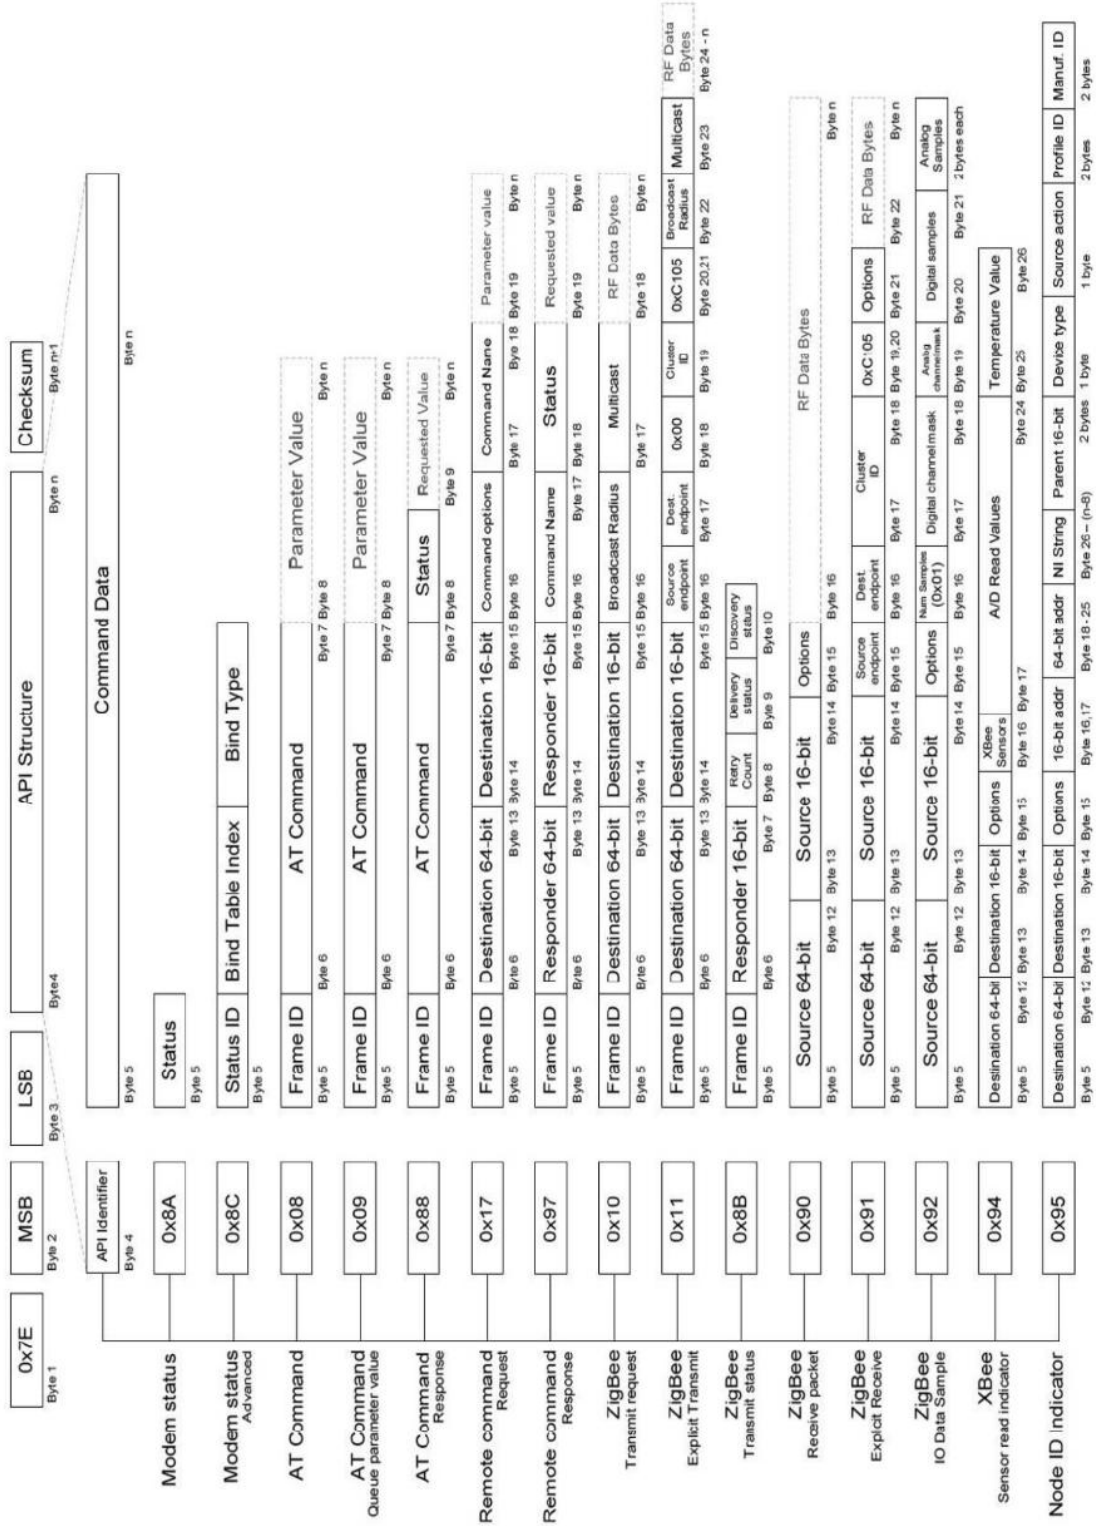 0x7E MSB LSB API Structure Checksum
Byte 1 Byte 2 Byte 3 Byte4 Byte n Byte n+1
API Identifier Command Data
Byte 4 Byte 5 Byte n
Modem status 0x8A Status
Byte 5
Modem status 0x8C Status ID Bind Table Index Bind Type
Advanced Byte 5
AT Command 0x08 Frame ID AT Command Parameter Value
Byte 5 Byte 6 Byte 7 Byte 8 Byte n
AT Command 0x09 Frame ID AT Command Parameter Value
Queue parameter value Byte 5 Byte 6 Byte 7 Byte 8 Byte n
AT Command 0x88 Frame ID AT Command Status Requested Value
Response Byte 5 Byte 6 Byte 7 Byte 8 Byte 9 Byte n
Remote command 0x17 Frame ID Destination 64-bit Destination 16-bit Command options Command Name Parameter value
Request Byte 5 Byte 6 Byte 13 Byte 14 Byte 15 Byte 16 Byte 17 Byte 18 Byte 19 Byte n
Remote command 0x97 Frame ID Responder 64-bit Responder 16-bit Command Name Status Requested value
Response Byte 5 Byte 6 Byte 13 Byte 14 Byte 15 Byte 16 Byte 17 Byte 18 Byte 19 Byte n
ZigBee 0x10 Frame ID Destination 64-bit Destination 16-bit Broadcast Radius Multicast RF Data Bytes
Transmit request Byte 5 Byte 6 Byte 13 Byte 14 Byte 15 Byte 16 Byte 17 Byte 18 Byte n
ZigBee 0x11 Frame ID Destination 64-bit Destination 16-bit Source endpoint Dest. endpoint 0x00 Cluster ID 0xC105 Broadcast Radius Multicast RF Data Bytes
Explicit Transmit Byte 5 Byte 6 Byte 13 Byte 14 Byte 15 Byte 16 Byte 17 Byte 18 Byte 19 Byte 20,21 Byte 22 Byte 23 Byte 24 - n
ZigBee 0x8B Frame ID Responder 16-bit Retry Count Delivery status Discovery status
Transmit status Byte 5 Byte 6 Byte 7 Byte 8 Byte 9 Byte 10
ZigBee 0x90 Source 64-bit Source 16-bit Options RF Data Bytes
Receive packet Byte 5 Byte 12 Byte 13 Byte 14 Byte 15 Byte 16 Byte n
ZigBee 0x91 Source 64-bit Source 16-bit Source endpoint Dest. endpoint Cluster ID 0xC105 Options RF Data Bytes
Explicit Receive Byte 5 Byte 12 Byte 13 Byte 14 Byte 15 Byte 16 Byte 17 Byte 18 Byte 19,20 Byte 21 Byte 22 Byte n
ZigBee 0x92 Source 64-bit Source 16-bit Options Num Samples (0x01) Digital channelmask Analog channelmask Digital samples Analog Samples
IO Data Sample Byte 5 Byte 12 Byte 13 Byte 14 Byte 15 Byte 16 Byte 17 Byte 18 Byte 19 Byte 20 Byte 21 2 bytes each
XBee 0x94 Destination 64-bit Destination 16-bit Options XBee Sensors A/D Read Values Temperature Value
Sensor read indicator Byte 5 Byte 12 Byte 13 Byte 14 Byte 15 Byte 16 Byte 17 Byte 24 Byte 25 Byte 26
Node ID Indicator 0x95 Destination 64-bit Destination 16-bit Options 16-bit addr 64-bit addr NI String Parent 16-bit Device type Source action Profile ID Manuf. ID
Byte 5 Byte 12 Byte 13 Byte 14 Byte 15 Byte 16,17 Byte 18 - 25 Byte 26 – (n-8) 2 bytes 1 byte 1 byte 2 bytes 2 bytes